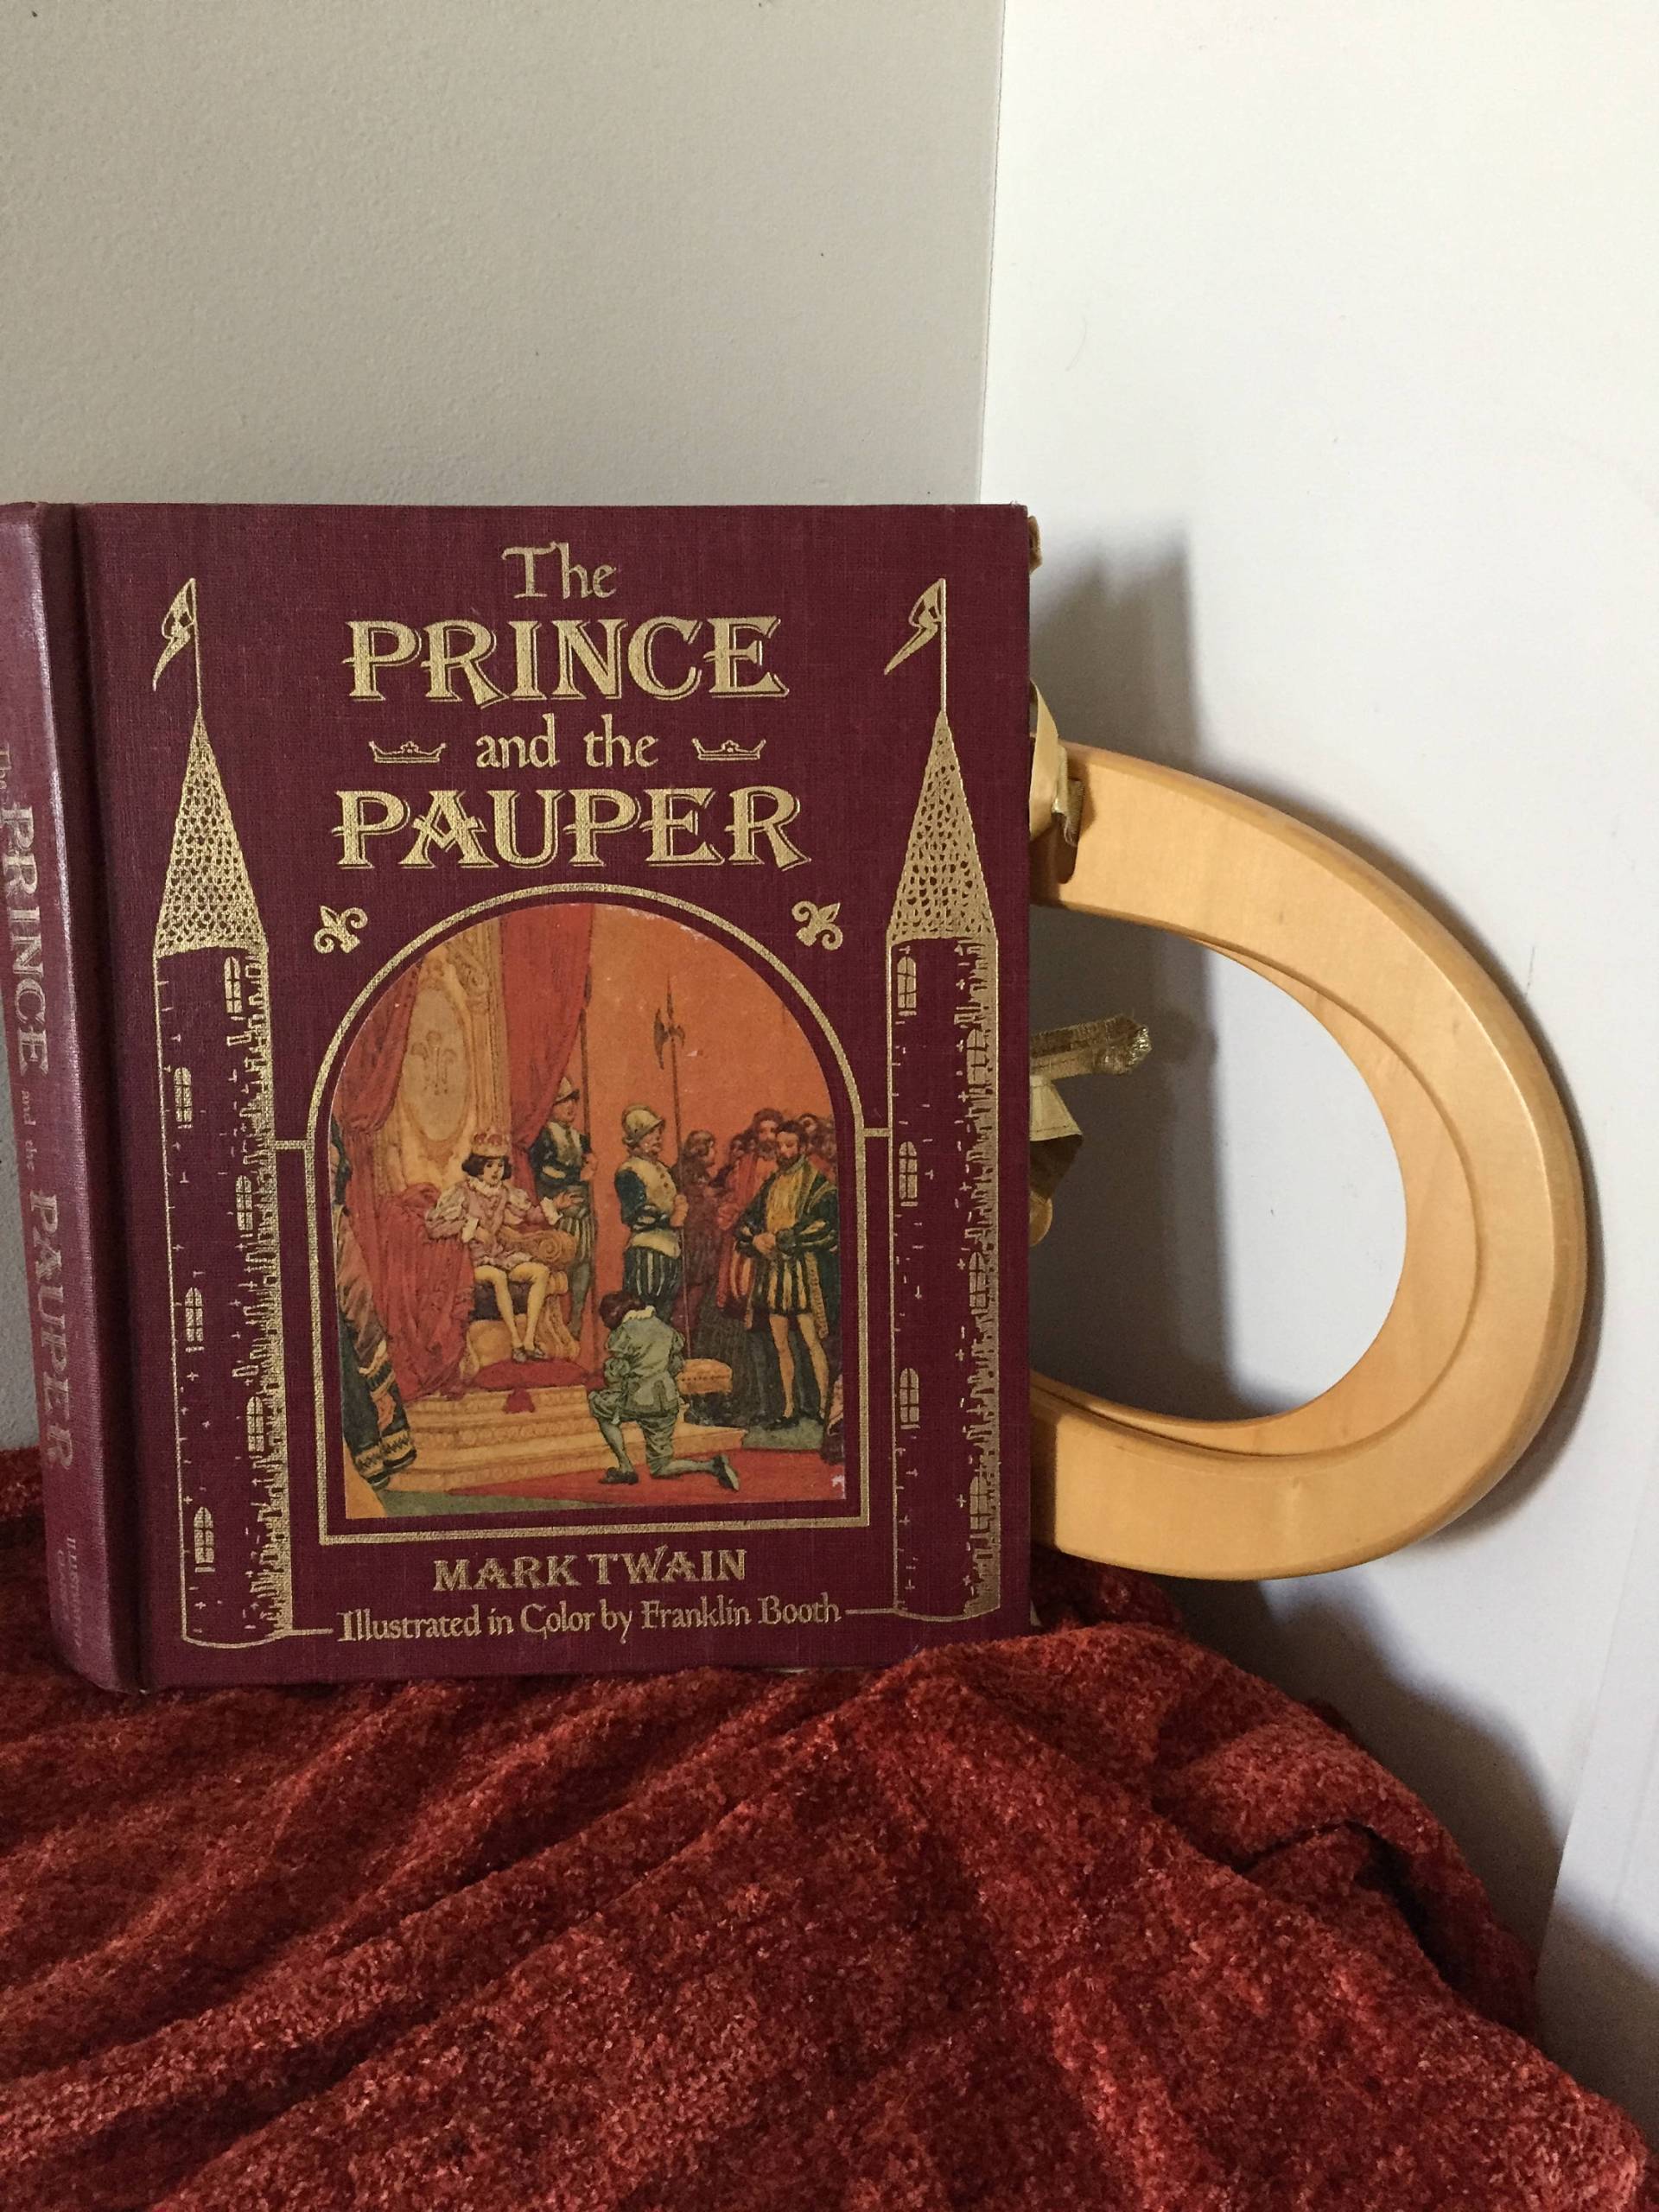 The
PRINCE
and the
PAUPER
MARK TWAIN
Illustrated in Color by Franklin Booth
The PRINCE and the PAUPER